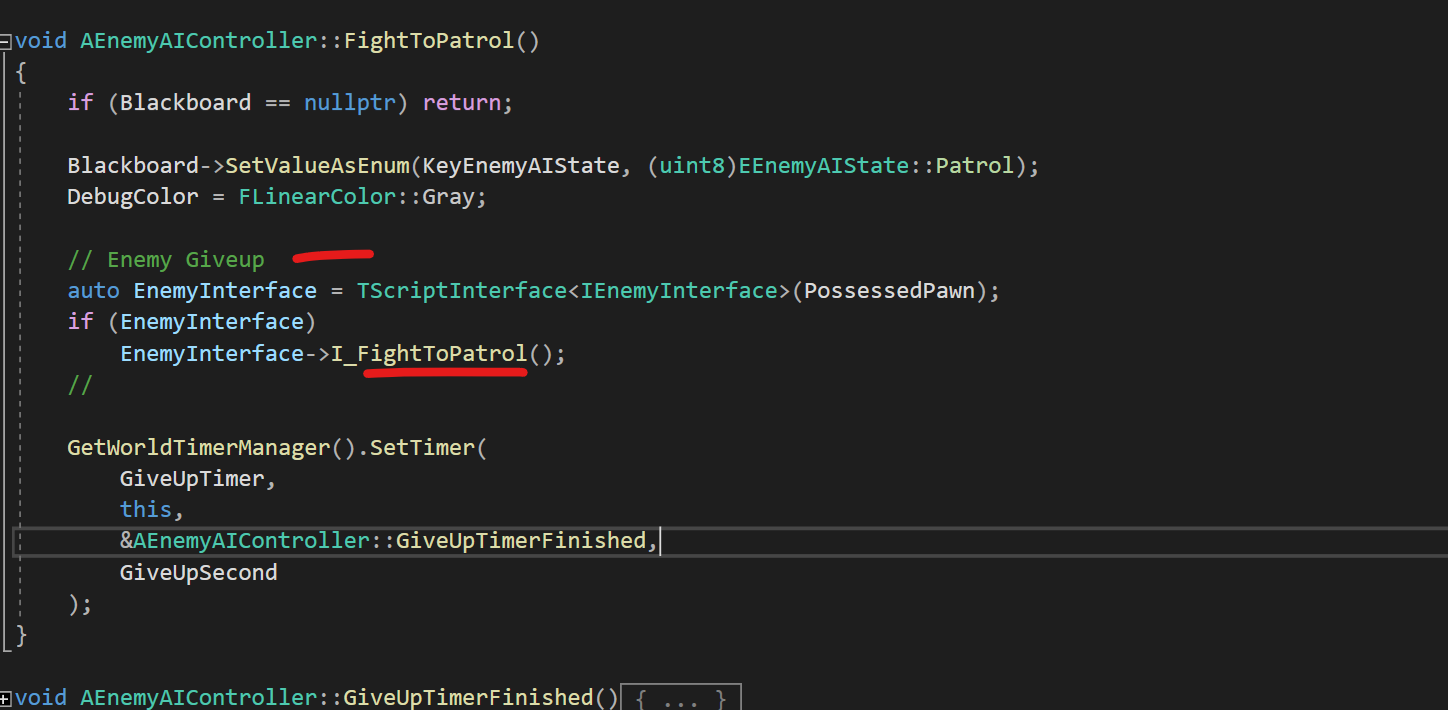 void AEnemyAIController::FightToPatrol()
{
if (Blackboard == nullptr) return;
Blackboard->SetValueAsEnum(KeyEnemyAIState, (uint8)EEnemyAIState::Patrol);
DebugColor = FLinearColor::Gray;
// Enemy Giveup
auto EnemyInterface = TScriptInterface<IEnemyInterface>(PossessedPawn);
if (EnemyInterface)
EnemyInterface->I_FightToPatrol();
//
GetWorldTimerManager().SetTimer(
GiveUpTimer,
this,
&AEnemyAIController::GiveUpTimerFinished,
GiveUpSecond
);
}
void AEnemyAIController::GiveUpTimerFinished(){ ... }